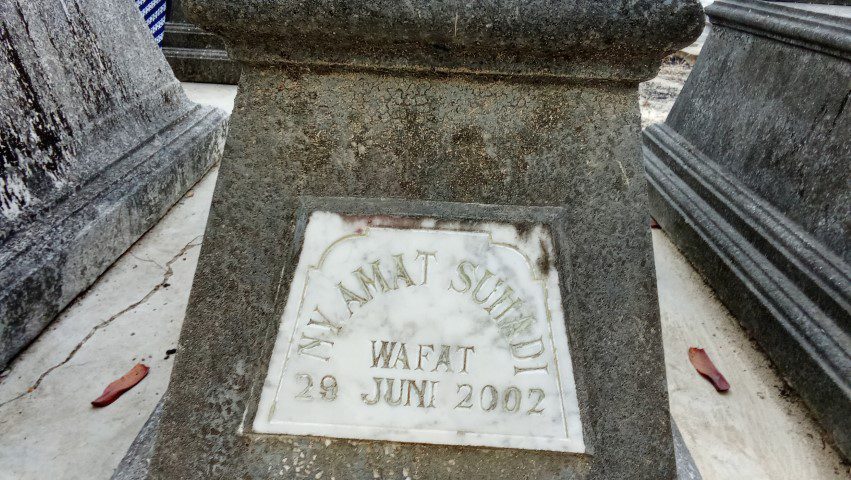 NY. AMAT SUHADI
WAFAT
29 JUNI 2002